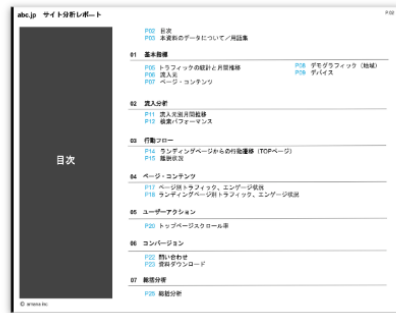 abc.jp サイト分析レポート
P.02
目次
P02 目次
P03 本資料のデータについて／用語集
01 基本指標
P05 トラフィックの統計と月間推移
P06 流入元
P07 ページ・コンテンツ
P08 デモグラフィック（地域）
P09 デバイス
02 流入分析
P11 流入元別月間推移
P12 検索パフォーマンス
03 行動フロー
P14 ランディングページからの行動遷移（TOPページ）
P15 離脱状況
04 ページ・コンテンツ
P17 ページ別トラフィック、エンゲージ状況
P18 ランディングページ別トラフィック、エンゲージ状況
05 ユーザーアクション
P20 トップページスクロール率
06 コンバージョン
P22 問い合わせ
P23 資料ダウンロード
07 総括分析
P25 総括分析